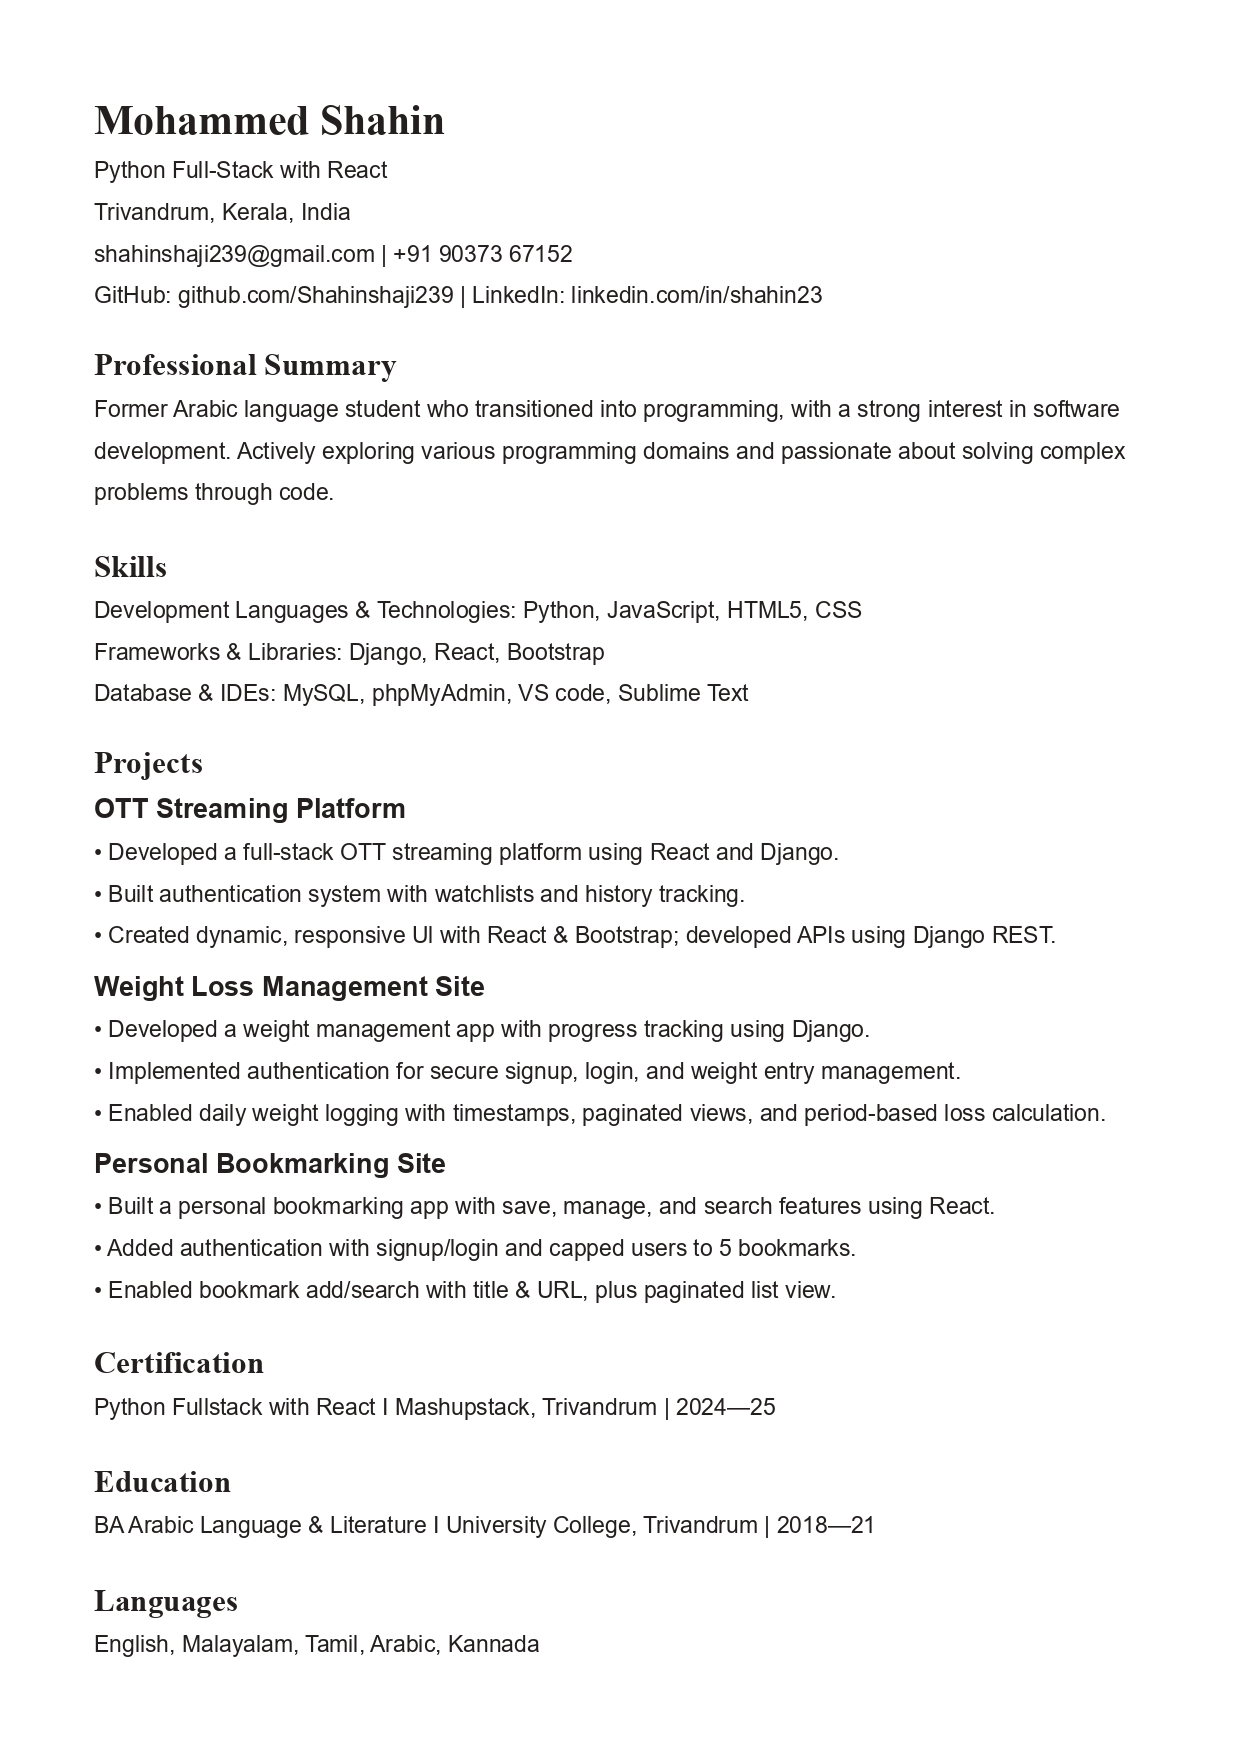 Mohammed Shahin
Python Full-Stack with React
Trivandrum, Kerala, India
shahinshaji239@gmail.com | +91 90373 67152
GitHub: github.com/Shahinshaji239 | LinkedIn: linkedin.com/in/shahin23
Professional Summary
Former Arabic language student who transitioned into programming, with a strong interest in software
development. Actively exploring various programming domains and passionate about solving complex
problems through code.
Skills
Development Languages & Technologies: Python, JavaScript, HTML5, CSS
Frameworks & Libraries: Django, React, Bootstrap
Database & IDEs: MySQL, phpMyAdmin, VS code, Sublime Text
Projects
OTT Streaming Platform
• Developed a full-stack OTT streaming platform using React and Django.
• Built authentication system with watchlists and history tracking.
• Created dynamic, responsive UI with React & Bootstrap; developed APIs using Django REST.
Weight Loss Management Site
• Developed a weight management app with progress tracking using Django.
• Implemented authentication for secure signup, login, and weight entry management.
• Enabled daily weight logging with timestamps, paginated views, and period-based loss calculation.
Personal Bookmarking Site
• Built a personal bookmarking app with save, manage, and search features using React.
• Added authentication with signup/login and capped users to 5 bookmarks.
• Enabled bookmark add/search with title & URL, plus paginated list view.
Certification
Python Fullstack with React I Mashupstack, Trivandrum | 2024—25
Education
BA Arabic Language & Literature I University College, Trivandrum | 2018—21
Languages
English, Malayalam, Tamil, Arabic, Kannada